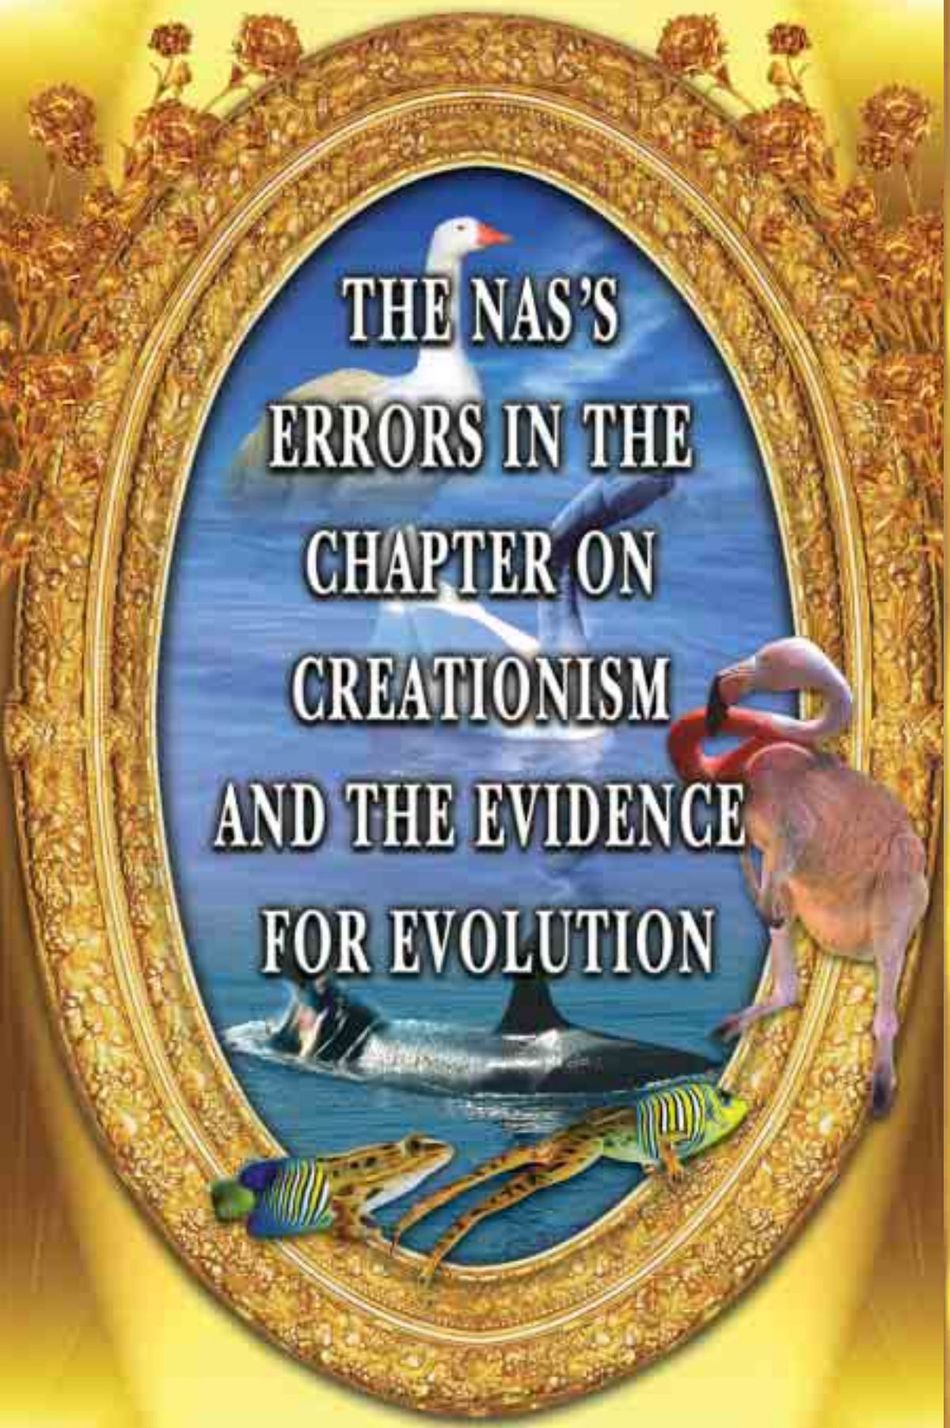 THE NAS'S
ERRORS IN THE
CHAPTER ON
CREATIONISM
AND THE EVIDENCE
FOR EVOLUTION